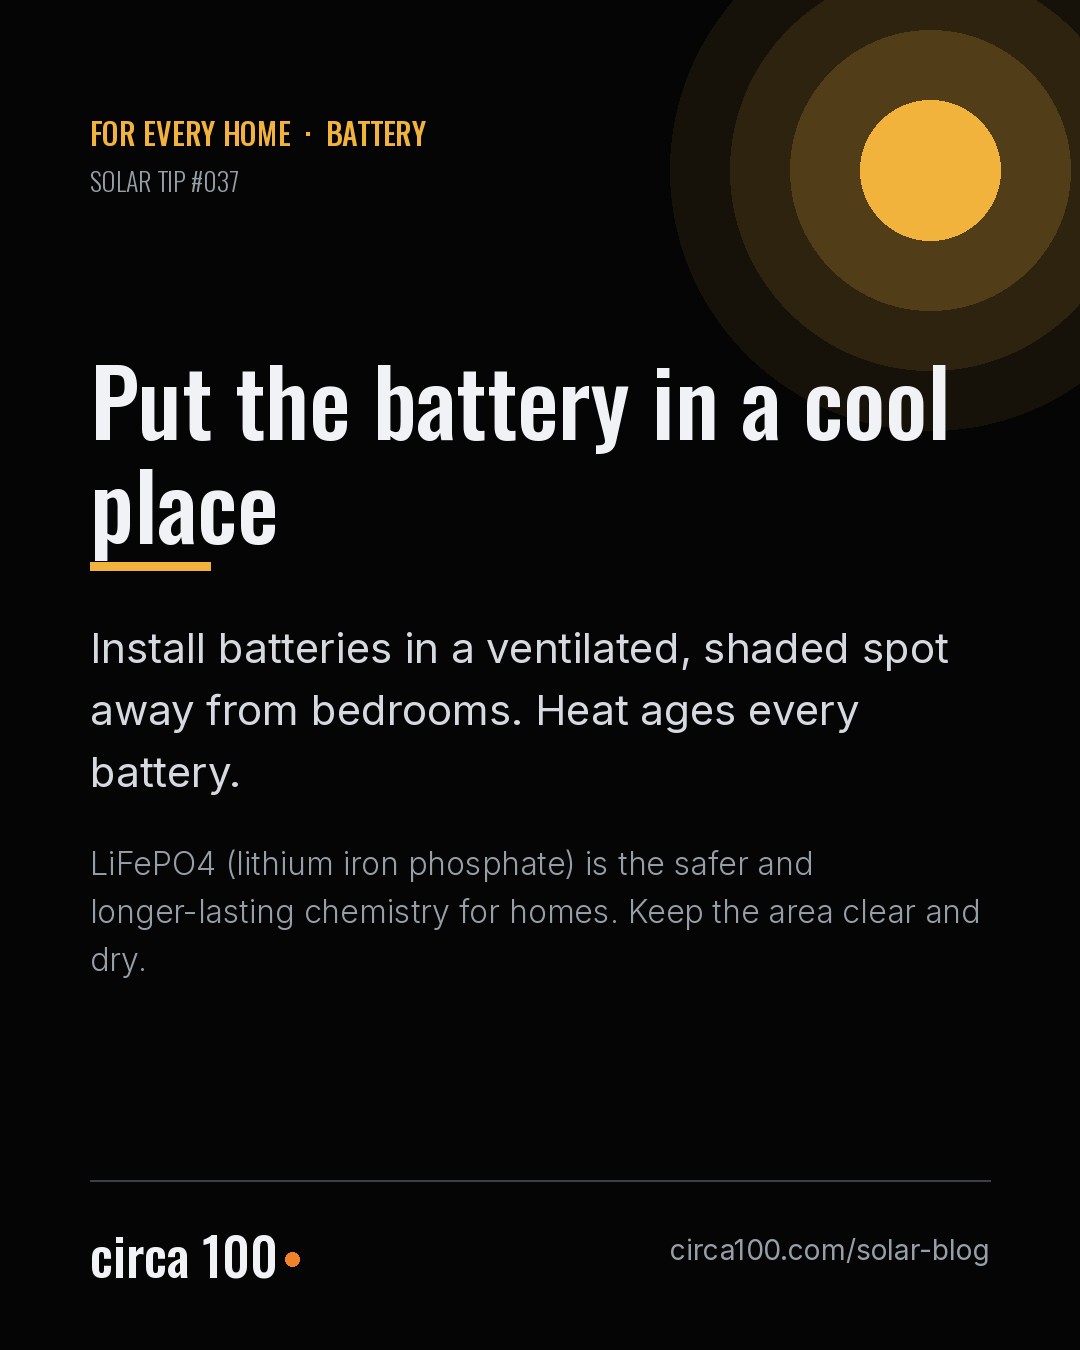 FOR EVERY HOME · BATTERY
SOLAR TIP #037
Put the battery in a cool
place
Install batteries in a ventilated, shaded spot
away from bedrooms. Heat ages every
battery.
LiFePO4 (lithium iron phosphate) is the safer and
longer-lasting chemistry for homes. Keep the area clear and
dry.
circa 100
circa100.com/solar-blog